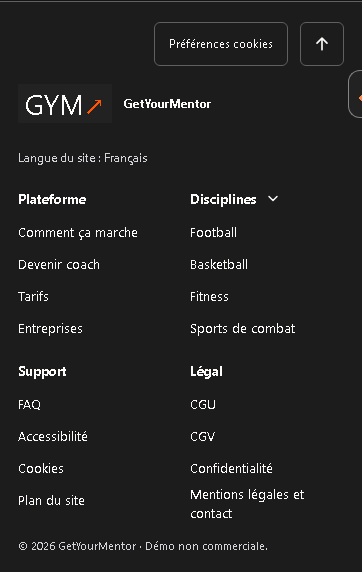 Préférences cookies
GYM↗ GetYourMentor
Langue du site : Français
Plateforme
Comment ça marche
Devenir coach
Tarifs
Entreprises
Disciplines
Football
Basketball
Fitness
Sports de combat
Support
FAQ
Accessibilité
Cookies
Plan du site
Légal
CGU
CGV
Confidentialité
Mentions légales et
contact
© 2026 GetYourMentor · Démo non commerciale.